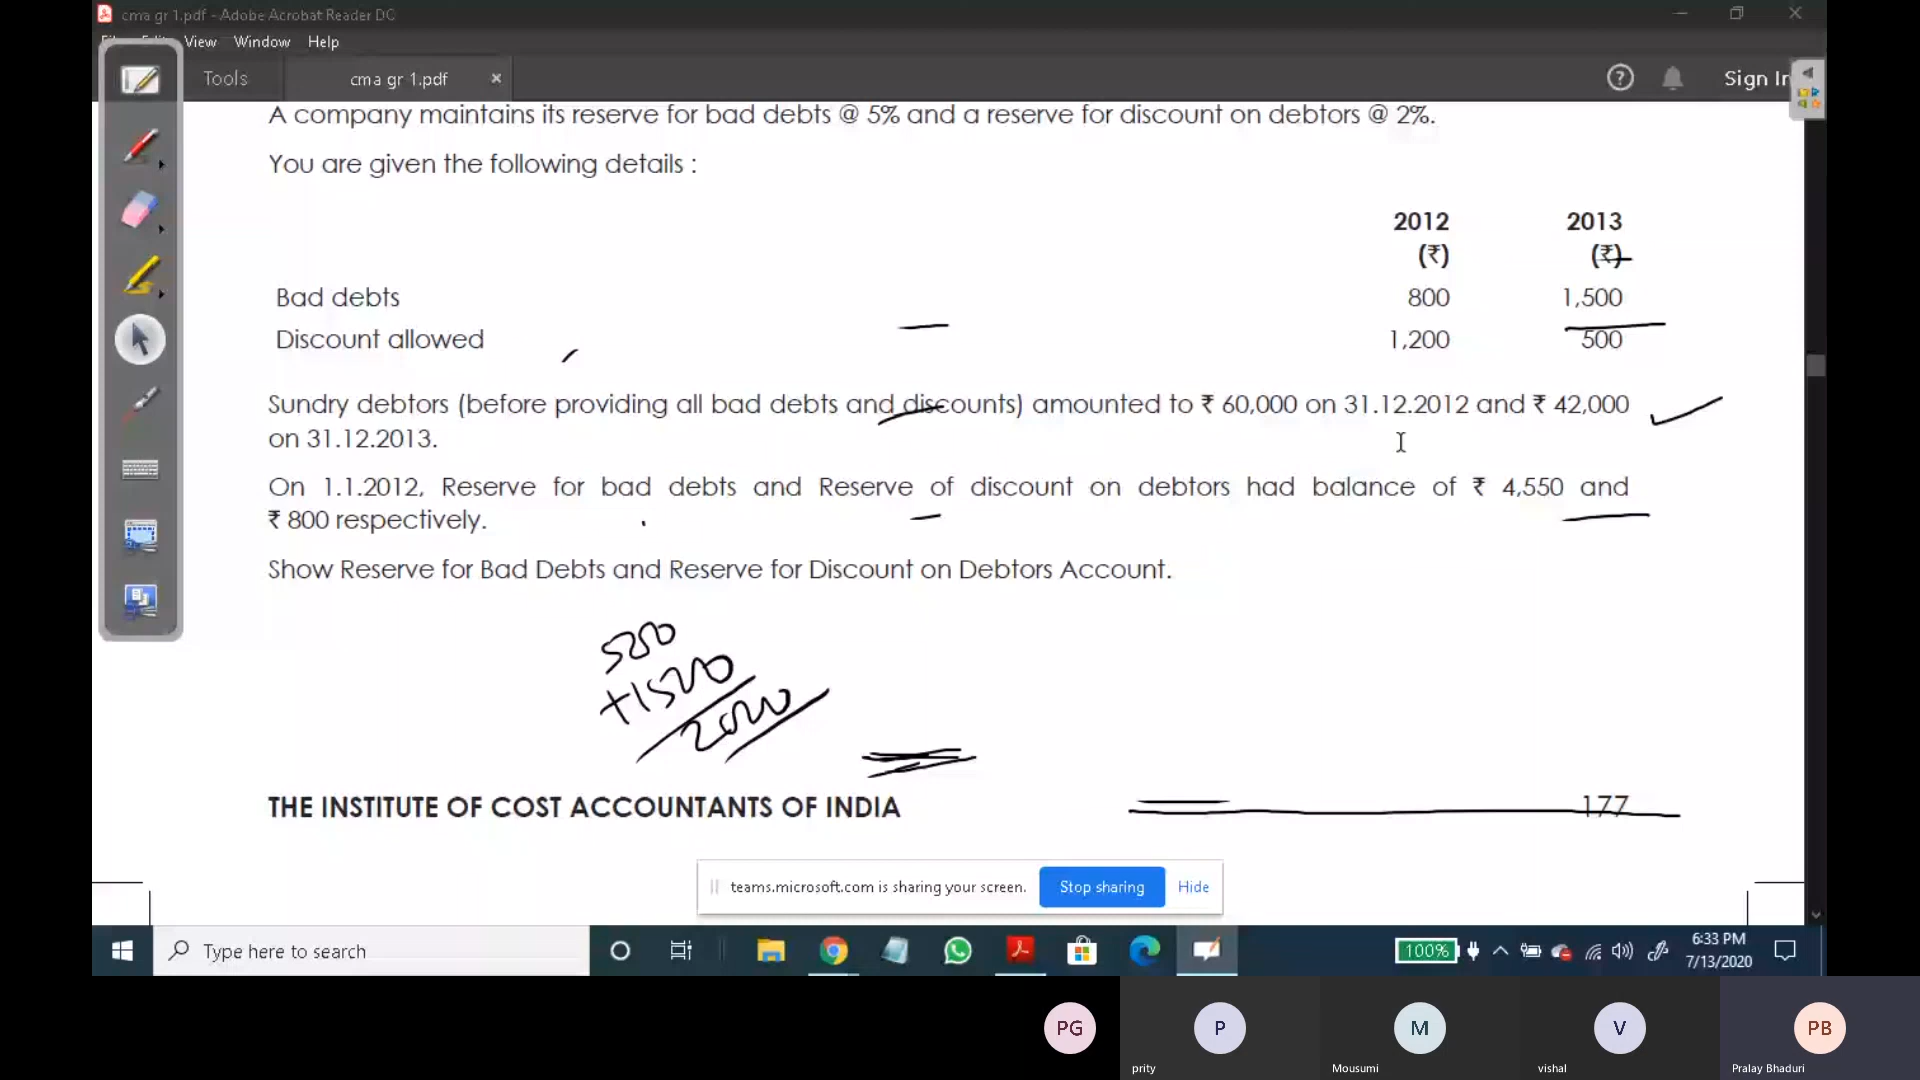 cma gr 1.pdf - Adobe Acrobat Reader DC
File Edit View Window Help
Tools cma gr 1.pdf × Sign In
A company maintains its reserve for bad debts @ 5% and a reserve for discount on debtors @ 2%.
You are given the following details :
2012 2013
(₹) (₹)
Bad debts 800 1,500
Discount allowed 1,200 500
Sundry debtors (before providing all bad debts and discounts) amounted to ₹ 60,000 on 31.12.2012 and ₹ 42,000
on 31.12.2013.
On 1.1.2012, Reserve for bad debts and Reserve of discount on debtors had balance of ₹ 4,550 and
₹ 800 respectively.
Show Reserve for Bad Debts and Reserve for Discount on Debtors Account.
500
+1500
2000
THE INSTITUTE OF COST ACCOUNTANTS OF INDIA 177
teams.microsoft.com is sharing your screen. Stop sharing Hide
Type here to search 100% 6:33 PM
7/13/2020
PG P M V PB
prity Mousumi vishal Pralay Bhaduri